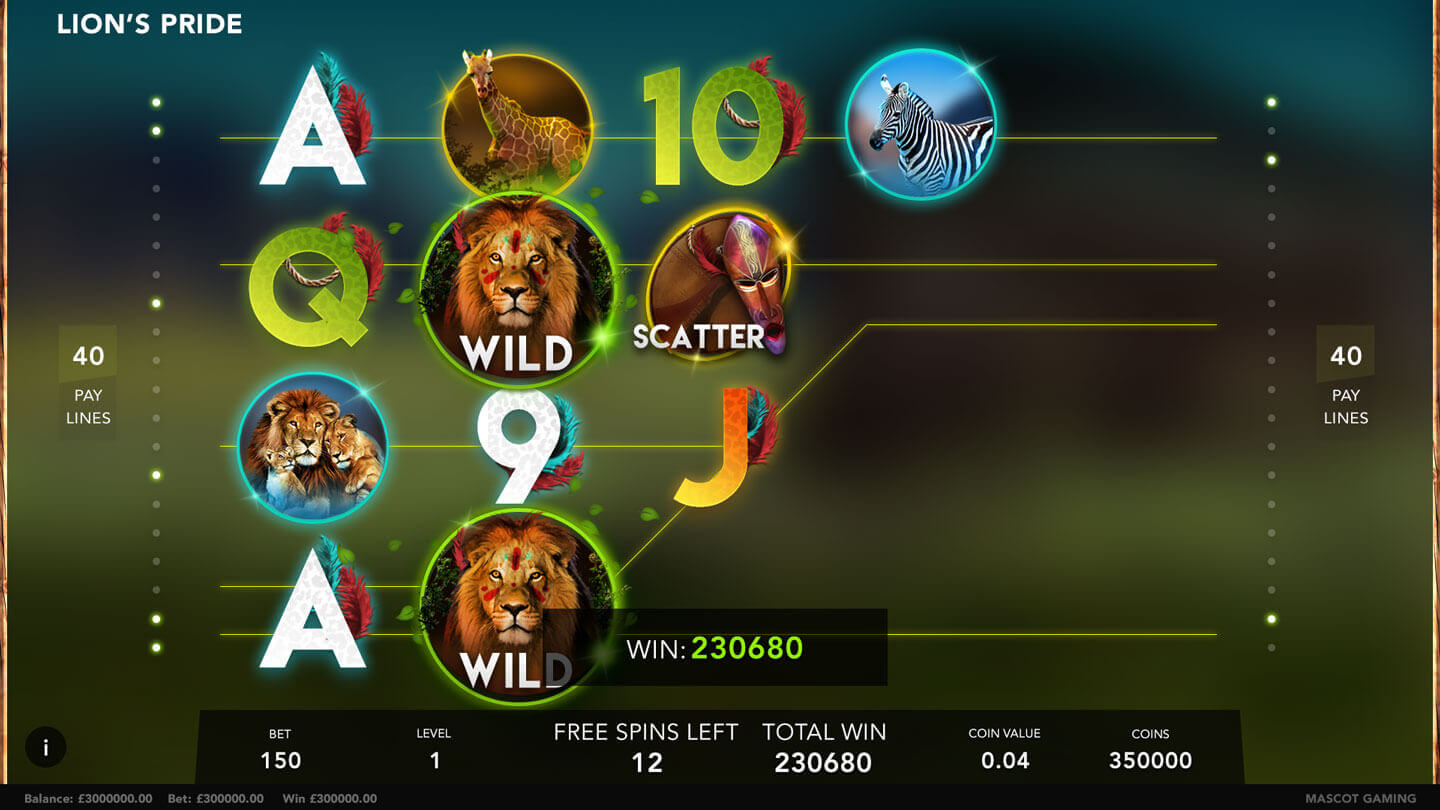 LION'S PRIDE
A
10
Q
WILD
SCATTER
40
PAY
LINES
40
PAY
LINES
9
J
A
WILD
WIN: 230680
BET
150
LEVEL
1
FREE SPINS LEFT
12
TOTAL WIN
230680
COIN VALUE
0.04
COINS
350000
i
Balance: £3000000.00 Bet: £300000.00 Win £300000.00
MASCOT GAMING